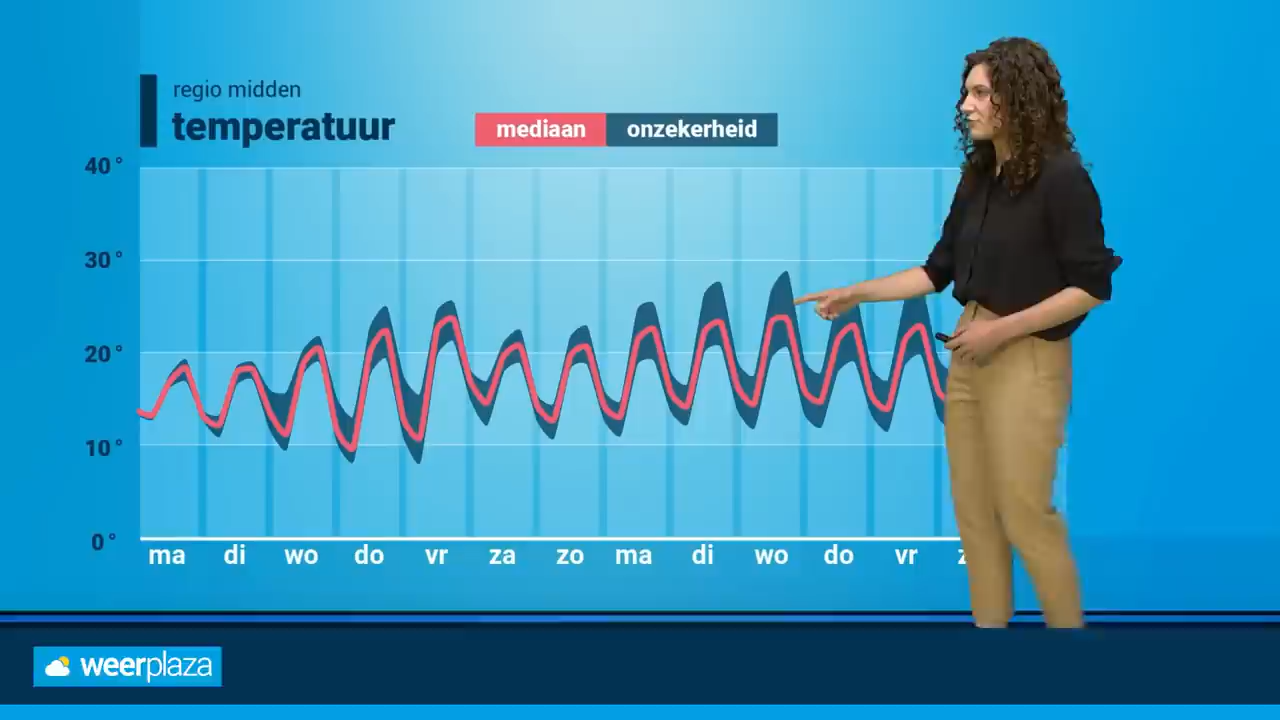 regio midden
temperatuur
mediaan onzekerheid
40°
30°
20°
10°
0°
ma di wo do vr za zo ma di wo do vr z
weerplaza